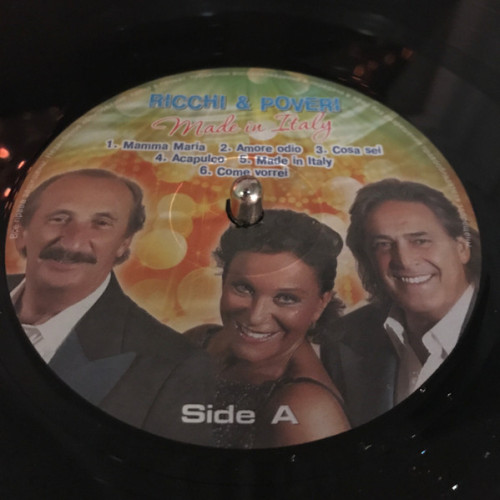 RICCHI & POVERI
Made in Italy
1- Mamma Maria 2- Amore odio 3- Cosa sei
4- Acapulco 5- Made in Italy
6- Come vorrei
Side A